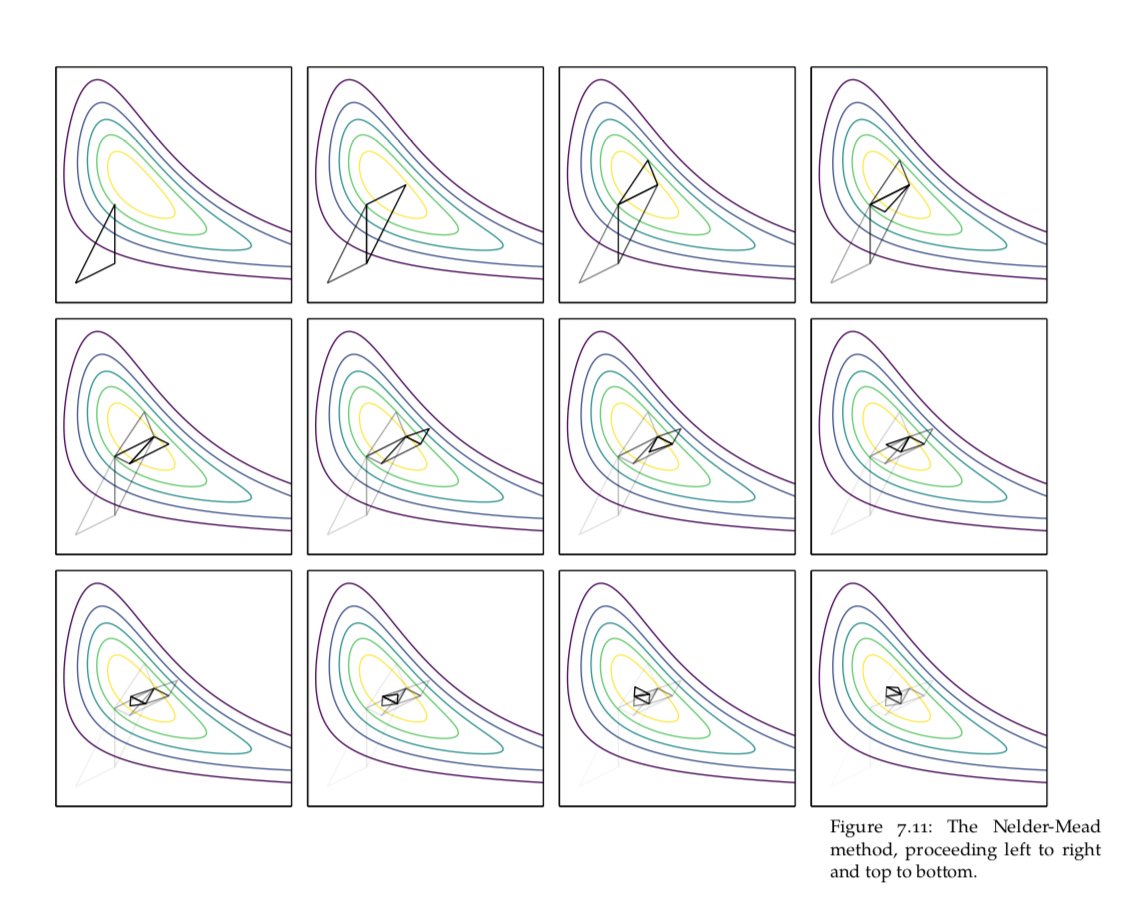 Figure 7.11: The Nelder-Mead
method, proceeding left to right
and top to bottom.